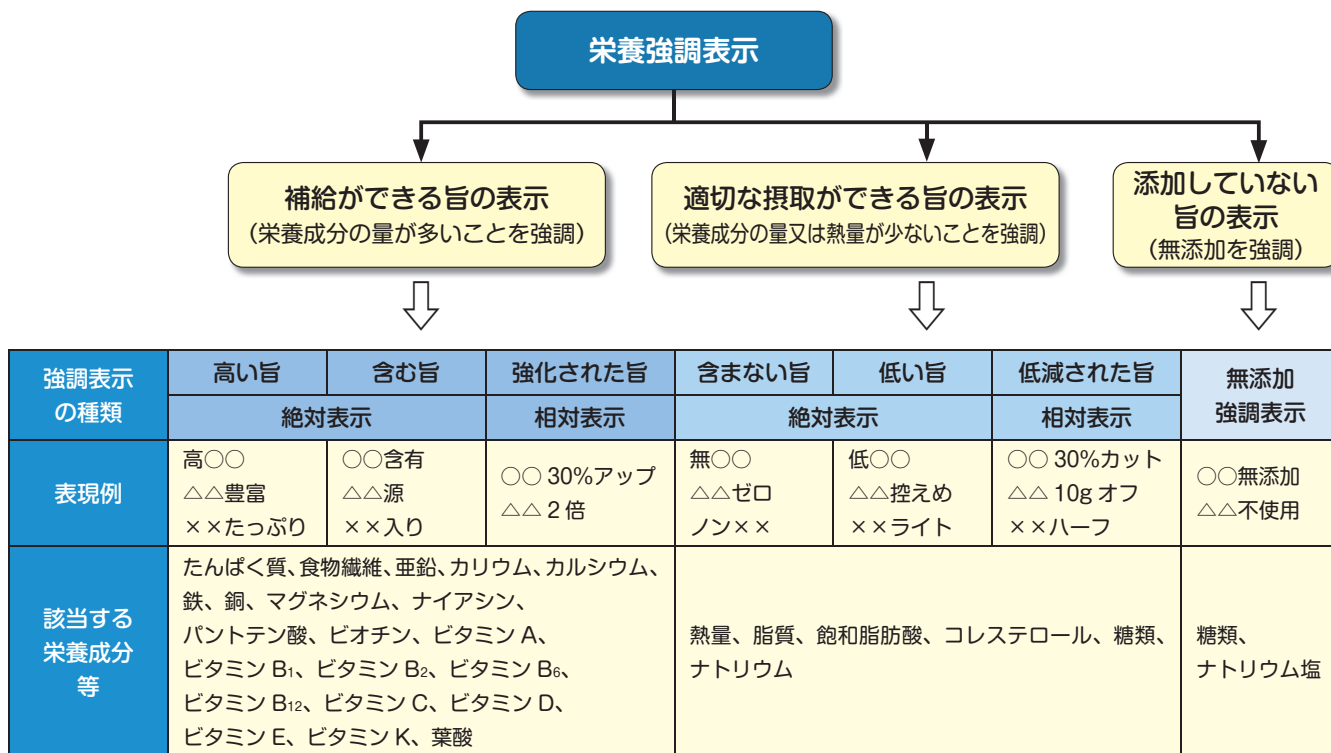 栄養強調表示
補給ができる旨の表示
（栄養成分の量が多いことを強調）
適切な摂取ができる旨の表示
（栄養成分の量又は熱量が少ないことを強調）
添加していない
旨の表示
（無添加を強調）
強調表示
の種類
高い旨
含む旨
強化された旨
含まない旨
低い旨
低減された旨
無添加
強調表示
絶対表示
相対表示
絶対表示
相対表示
表現例
高○○
△△豊富
××たっぷり
○○含有
△△源
××入り
○○ 30%アップ
△△ 2 倍
無○○
△△ゼロ
ノン××
低○○
△△控えめ
××ライト
○○ 30%カット
△△ 10g オフ
××ハーフ
○○無添加
△△不使用
該当する
栄養成分
等
たんぱく質、食物繊維、亜鉛、カリウム、カルシウム、
鉄、銅、マグネシウム、ナイアシン、
パントテン酸、ビオチン、ビタミン A、
ビタミン B₁、ビタミン B₂、ビタミン B₆、
ビタミン B₁₂、ビタミン C、ビタミン D、
ビタミン E、ビタミン K、葉酸
熱量、脂質、飽和脂肪酸、コレステロール、糖類、
ナトリウム
糖類、
ナトリウム塩